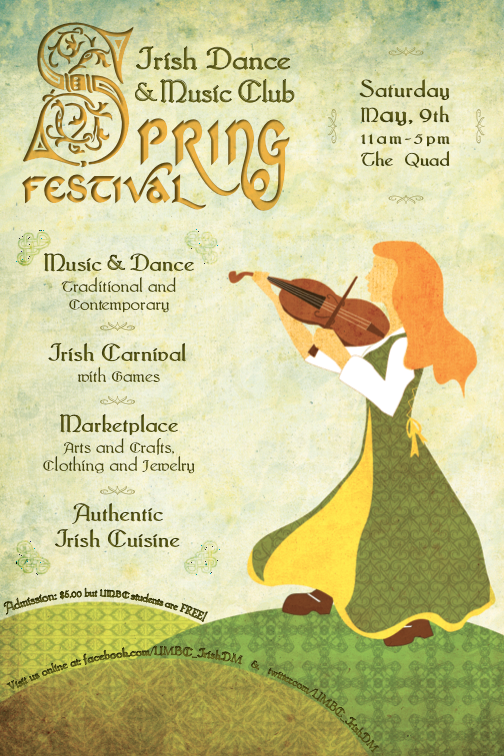 Irish Dance
& Music Club
Spring
Festival
Saturday
May, 9th
11am-5pm
The Quad
Music & Dance
Traditional and
Contemporary
Irish Carnival
with Games
Marketplace
Arts and Crafts,
Clothing and Jewelry
Authentic
Irish Cuisine
Admission: $6.00 but UMBC students are FREE!
Visit us online at: facebook.com/UMBC_IrishDM & twitter.com/UMBC_IrishDM